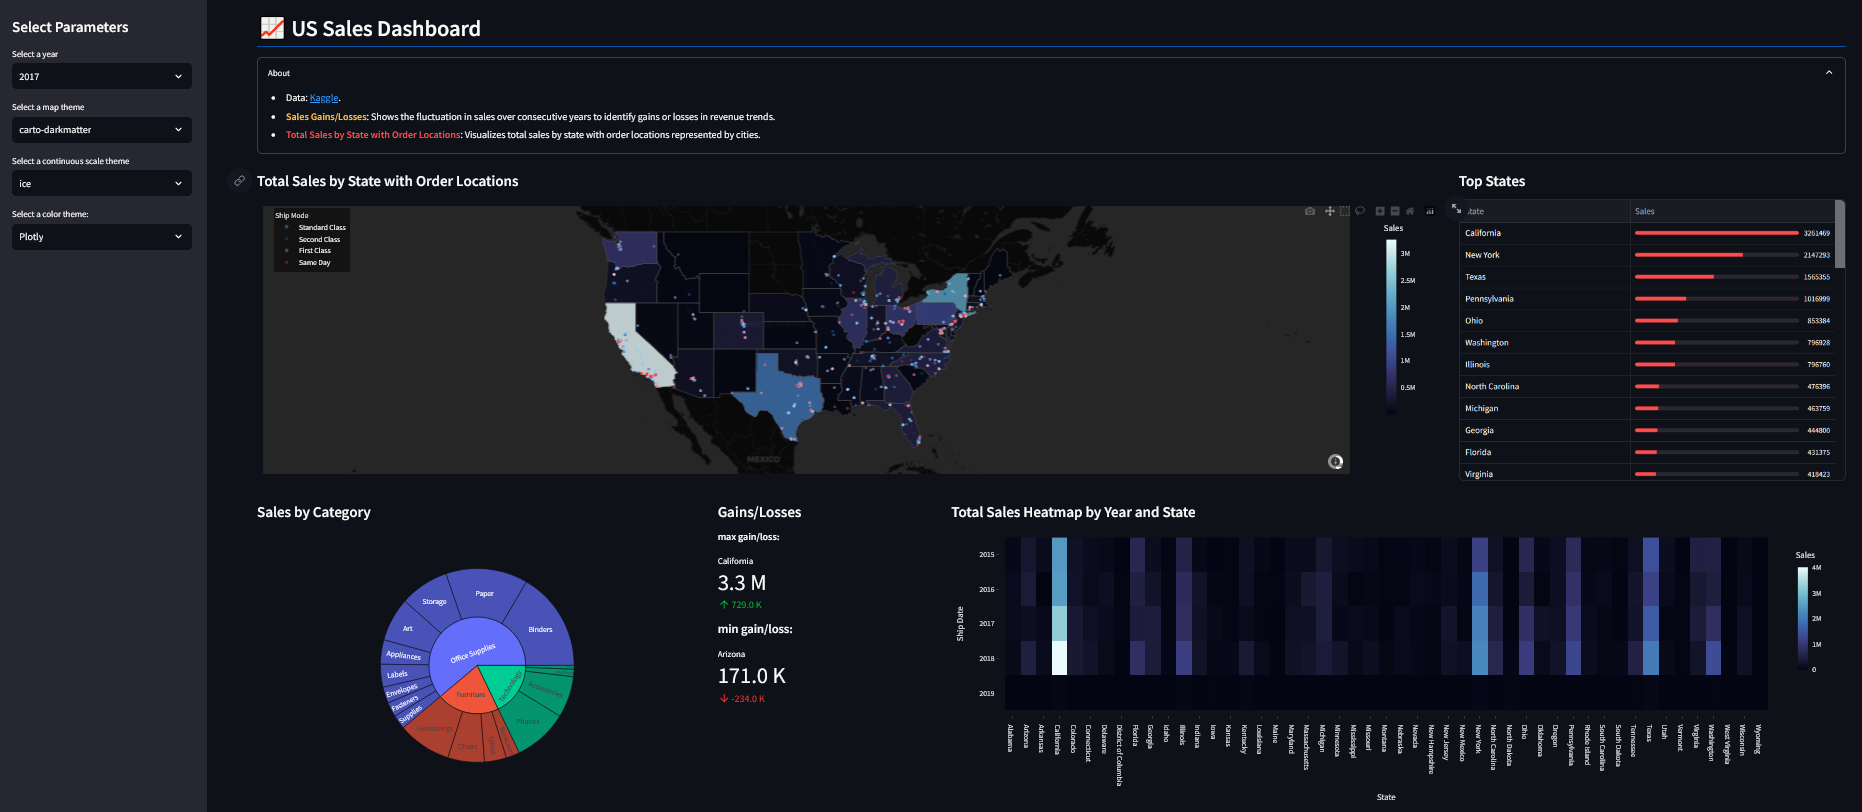 Select Parameters
Select a year
2017
Select a map theme
carto-darkmatter
Select a continuous scale theme
ice
Select a color theme:
Plotly
US Sales Dashboard
About
Data: Kaggle.
Sales Gains/Losses: Shows the fluctuation in sales over consecutive years to identify gains or losses in revenue trends.
Total Sales by State with Order Locations: Visualizes total sales by state with order locations represented by cities.
Total Sales by State with Order Locations
Ship Mode
Standard Class
Second Class
First Class
Same Day
MEXICO
Sales
3M
2.5M
2M
1.5M
1M
0.5M
Top States
Sales
California 3261469
New York 2147293
Texas 1565355
Pennsylvania 1016999
Ohio 853384
Washington 796928
Illinois 796760
North Carolina 476396
Michigan 463759
Georgia 444800
Florida 431375
Virginia 418423
Sales by Category
Office Supplies
Furniture
Technology
Binders
Paper
Storage
Art
Appliances
Labels
Envelopes
Fasteners
Supplies
Furnishings
Chairs
Phones
Accessories
Gains/Losses
max gain/loss:
California
3.3 M
729.0 K
min gain/loss:
Arizona
171.0 K
-234.0 K
Total Sales Heatmap by Year and State
Ship Date
2015
2016
2017
2018
2019
Alabama
Arizona
Arkansas
California
Colorado
Connecticut
Delaware
District of Columbia
Florida
Georgia
Idaho
Illinois
Indiana
Iowa
Kansas
Kentucky
Louisiana
Maine
Maryland
Massachusetts
Michigan
Minnesota
Mississippi
Missouri
Montana
Nebraska
Nevada
New Hampshire
New Jersey
New Mexico
New York
North Carolina
North Dakota
Ohio
Oklahoma
Oregon
Pennsylvania
Rhode Island
South Carolina
South Dakota
Tennessee
Texas
Utah
Vermont
Virginia
Washington
West Virginia
Wisconsin
Wyoming
State
Sales
4M
3M
2M
1M
0